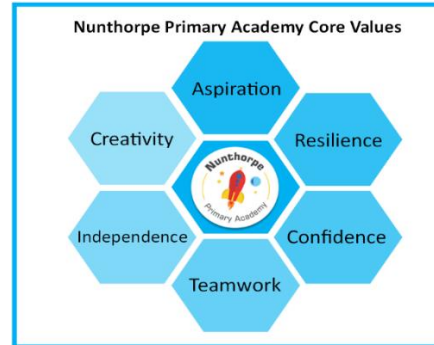 Nunthorpe Primary Academy Core Values
Aspiration
Creativity
Resilience
Nunthorpe
Primary Academy
Independence
Confidence
Teamwork